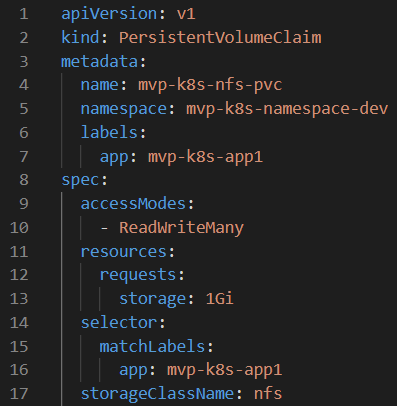 1 apiVersion: v1
2 kind: PersistentVolumeClaim
3 metadata:
4   name: mvp-k8s-nfs-pvc
5   namespace: mvp-k8s-namespace-dev
6   labels:
7     app: mvp-k8s-app1
8 spec:
9   accessModes:
10     - ReadWriteMany
11   resources:
12     requests:
13       storage: 1Gi
14   selector:
15     matchLabels:
16       app: mvp-k8s-app1
17   storageClassName: nfs